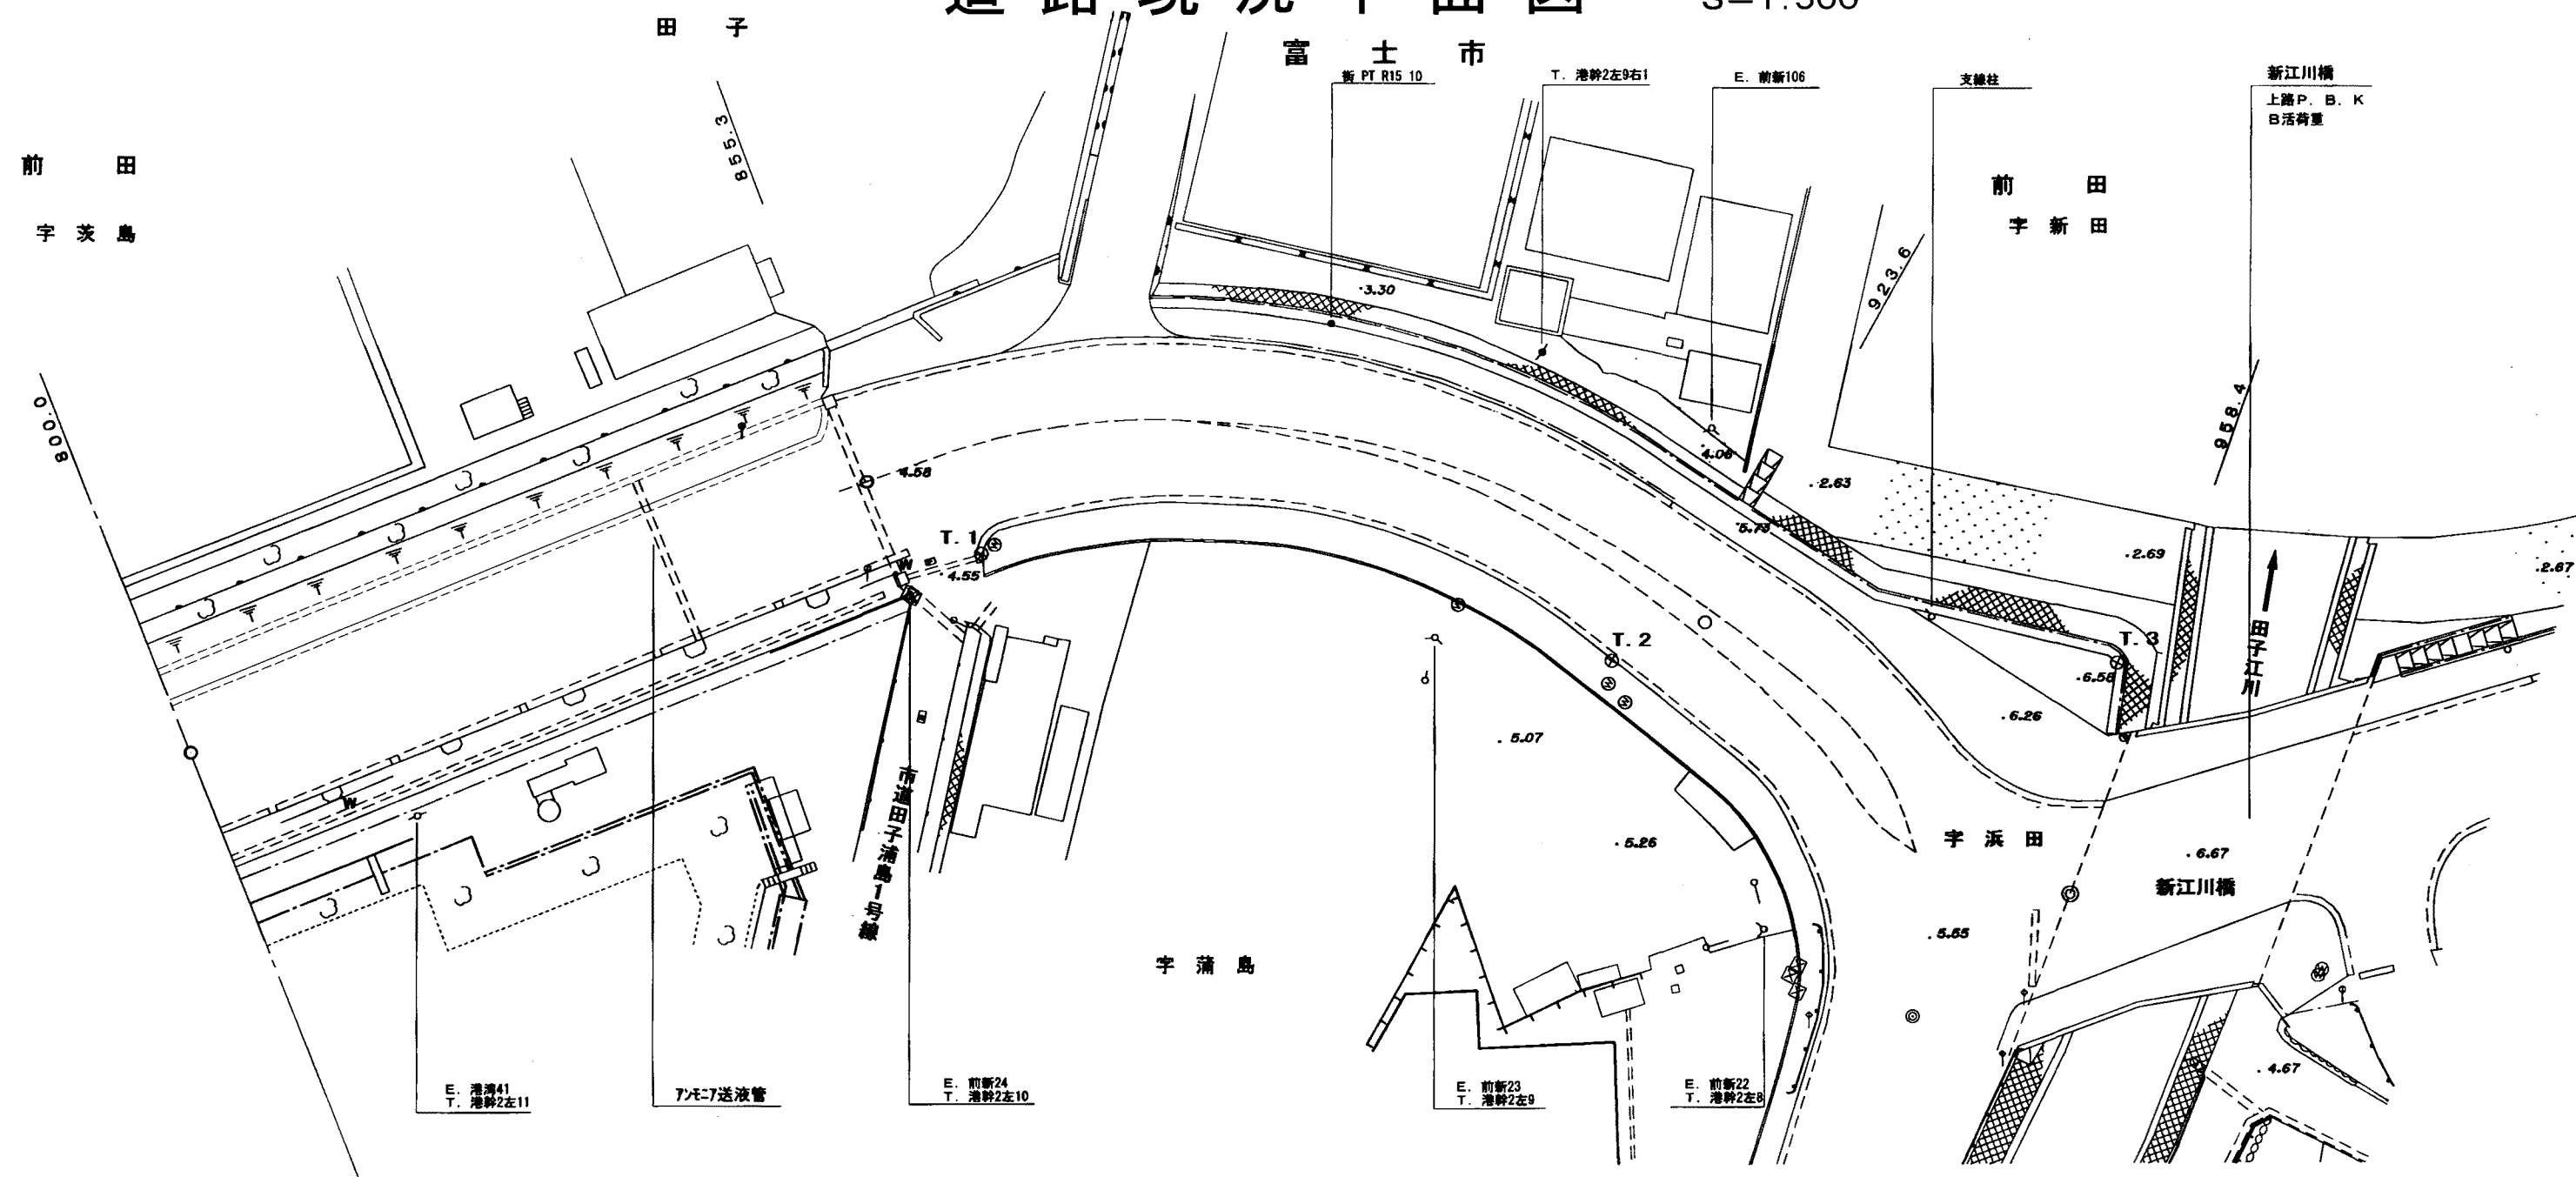 道路現況平面図 S=1:500
田子
富士市
街 PT R15 10
T. 港幹2左9右1
E. 前新106
支線柱
新江川橋
上路P. B. K
B活荷重
855.3
前田
字茨島
前田
字新田
923.6
3.30
800.0
958.4
4.58
4.06
2.63
5.73
2.69
2.67
T. 1
4.55
W
T. 2
T. 3
6.58
6.26
田子江川
5.07
W
市道田子浦島1号線
5.26
字浜田
6.67
新江川橋
5.55
字蒲島
4.67
E. 港湾41
T. 港幹2左11
アンモニア送液管
E. 前新24
T. 港幹2左10
E. 前新23
T. 港幹2左9
E. 前新22
T. 港幹2左8